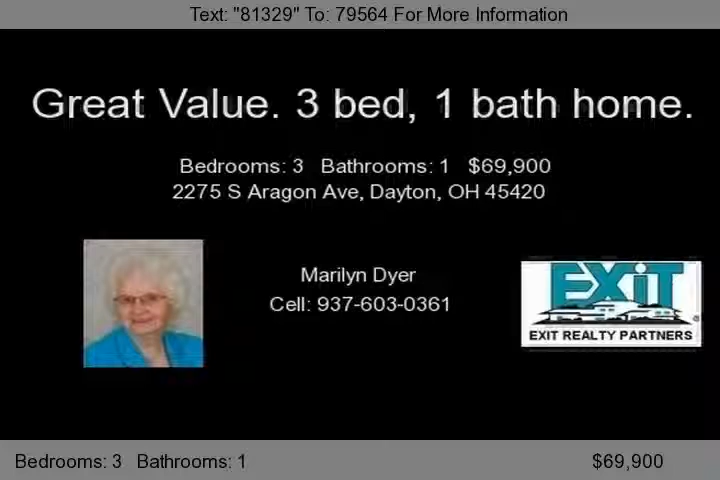 Text: "81329" To: 79564 For More Information
Great Value. 3 bed, 1 bath home.
Bedrooms: 3 Bathrooms: 1 $69,900
2275 S Aragon Ave, Dayton, OH 45420
Marilyn Dyer
Cell: 937-603-0361
EXiT
EXIT REALTY PARTNERS
Bedrooms: 3 Bathrooms: 1 $69,900